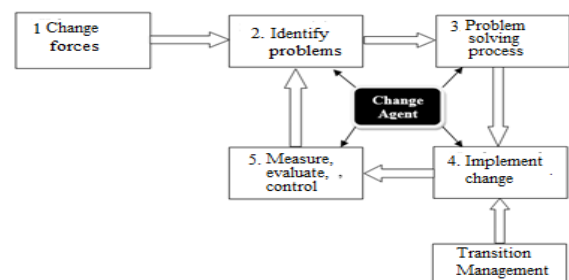 1 Change
forces
2. Identify
problems
3 Problem
solving
process
Change
Agent
5. Measure,
evaluate, ,
control
4. Implement
change
Transition
Management